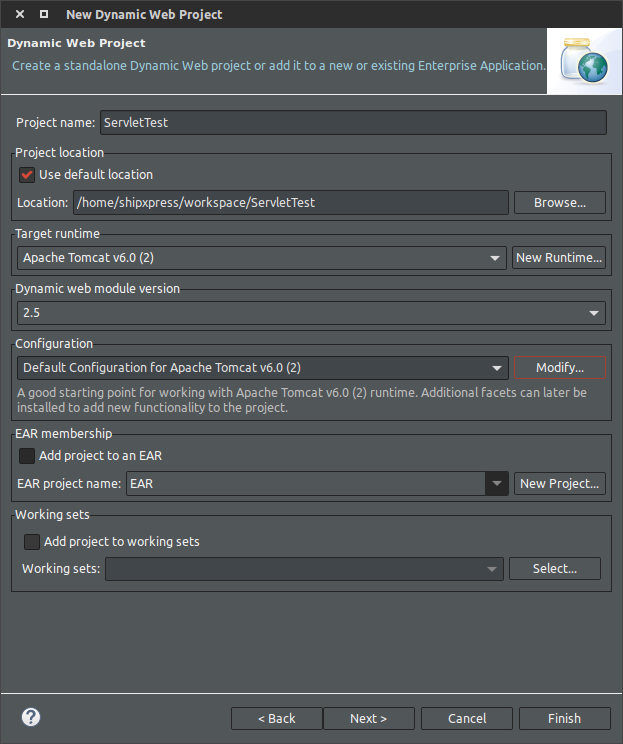 New Dynamic Web Project
Dynamic Web Project
Create a standalone Dynamic Web project or add it to a new or existing Enterprise Application.
Project name: ServletTest
Project location
Use default location
Location: /home/shipxpress/workspace/ServletTest Browse...
Target runtime
Apache Tomcat v6.0 (2) New Runtime...
Dynamic web module version
2.5
Configuration
Default Configuration for Apache Tomcat v6.0 (2) Modify...
A good starting point for working with Apache Tomcat v6.0 (2) runtime. Additional facets can later be
installed to add new functionality to the project.
EAR membership
Add project to an EAR
EAR project name: EAR New Project...
Working sets
Add project to working sets
Working sets: Select...
? < Back Next > Cancel Finish